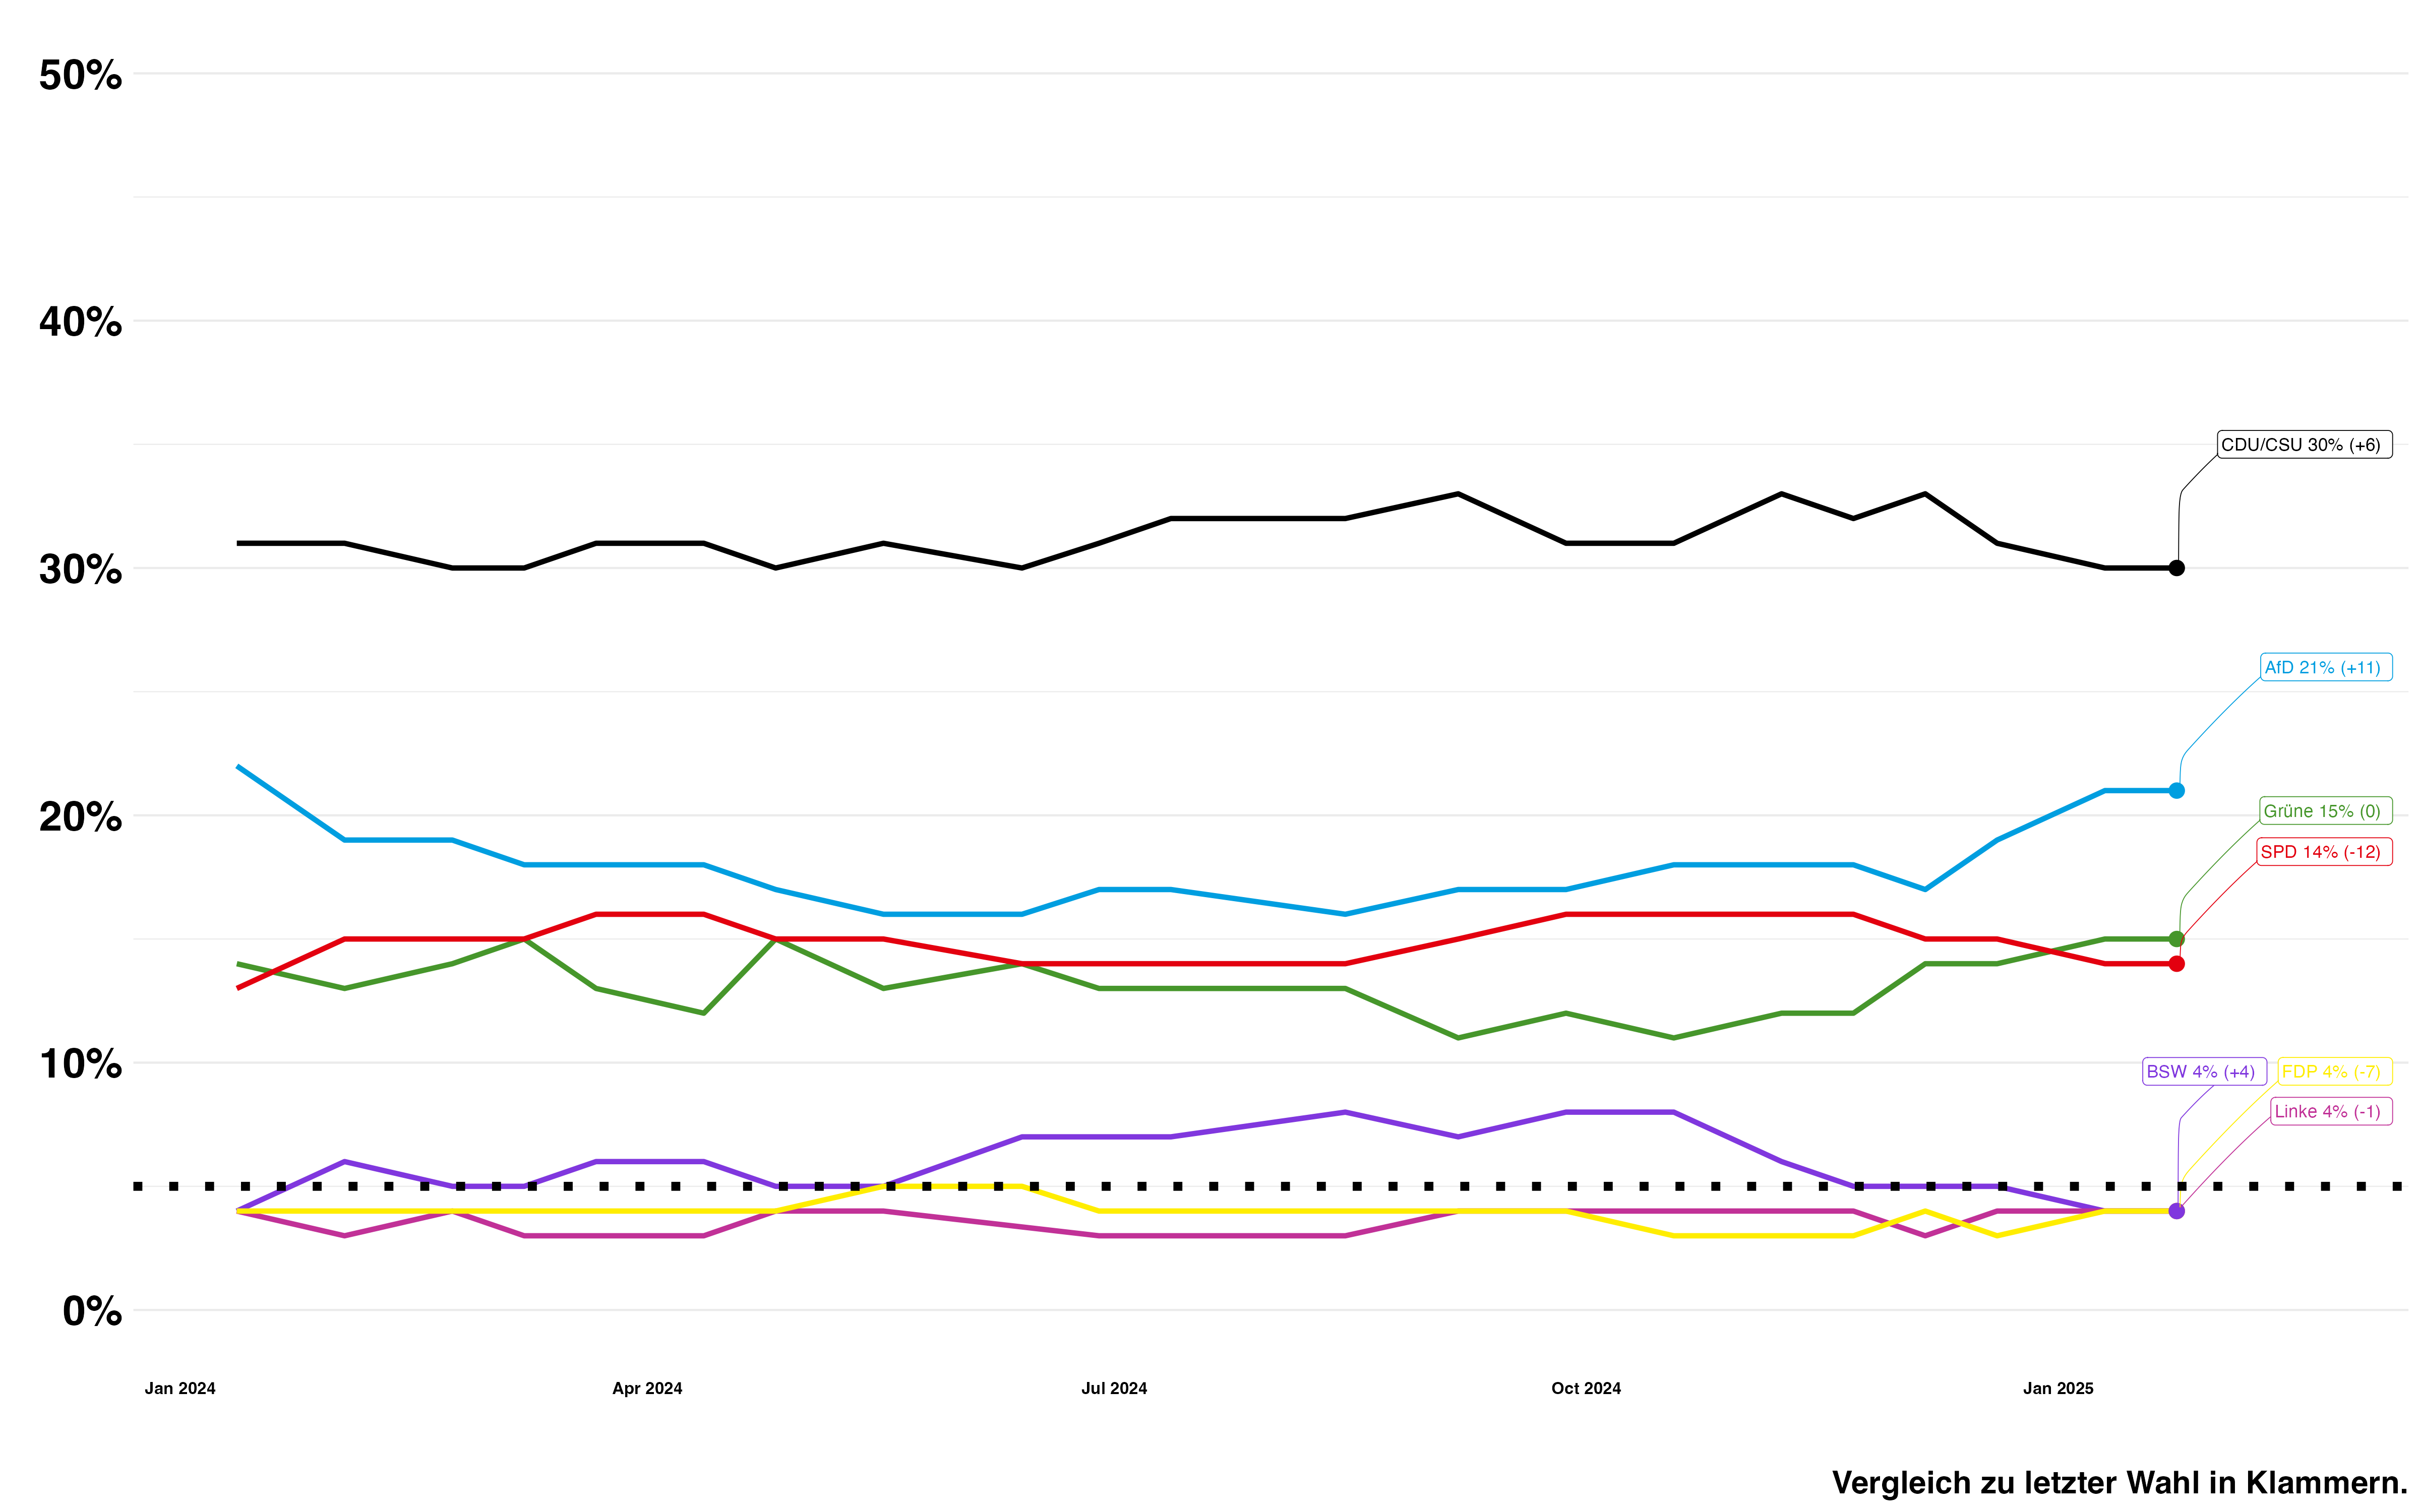 50%
40%
CDU/CSU 30% (+6)
30%
AfD 21% (+11)
Grüne 15% (0)
20%
SPD 14% (-12)
10%
BSW 4% (+4) FDP 4% (-7)
Linke 4% (-1)
0%
Jan 2024 Apr 2024 Jul 2024 Oct 2024 Jan 2025
Vergleich zu letzter Wahl in Klammern.